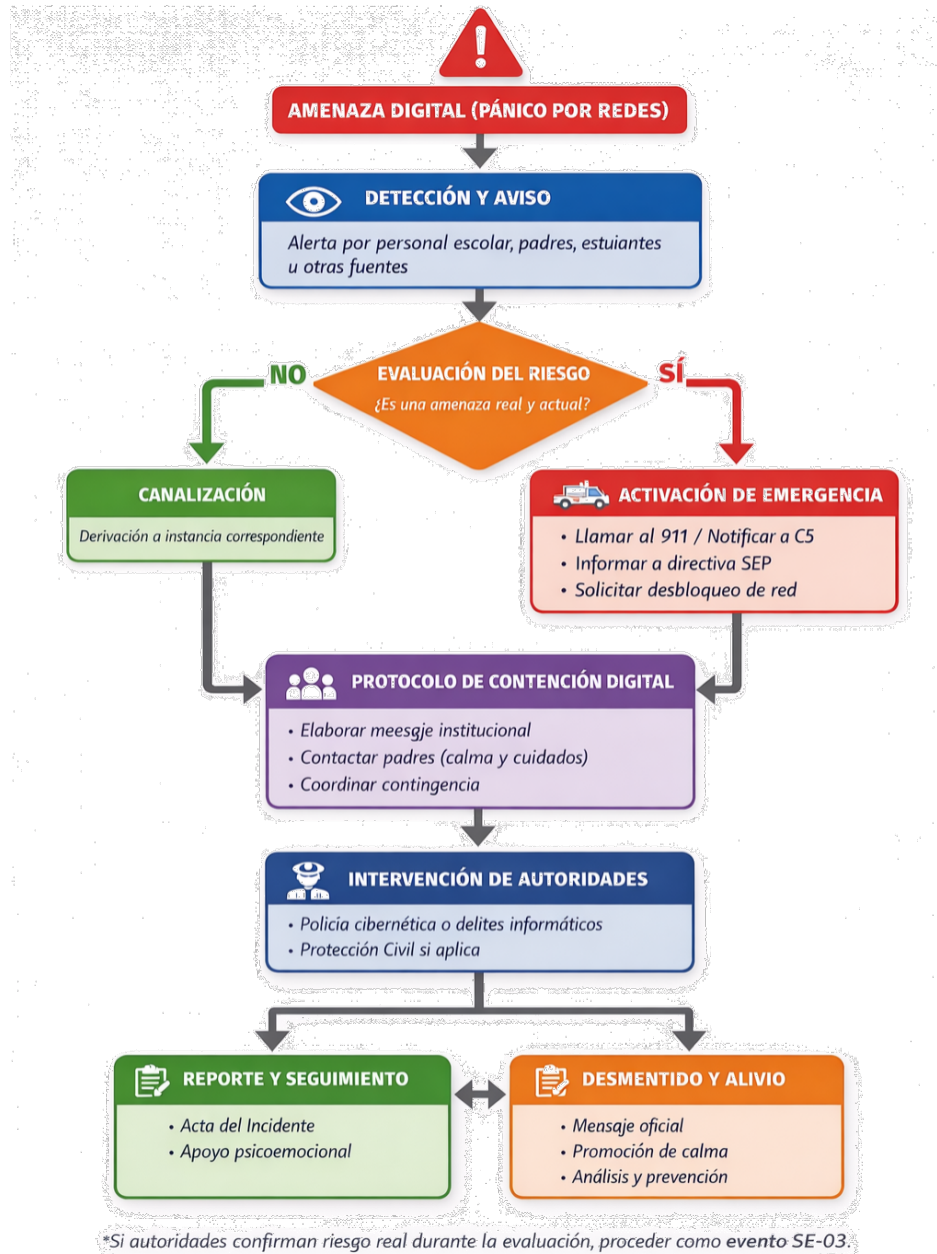 AMENAZA DIGITAL (PÁNICO POR REDES)
DETECCIÓN Y AVISO
Alerta por personal escolar, padres, estuiantes
u otras fuentes
EVALUACIÓN DEL RIESGO
¿Es una amenaza real y actual?
NO
SÍ
CANALIZACIÓN
Derivación a instancia correspondiente
ACTIVACIÓN DE EMERGENCIA
• Llamar al 911 / Notificar a C5
• Informar a directiva SEP
• Solicitar desbloqueo de red
PROTOCOLO DE CONTENCIÓN DIGITAL
• Elaborar meesgje institucional
• Contactar padres (calma y cuidados)
• Coordinar contingencia
INTERVENCIÓN DE AUTORIDADES
• Policía cibernética o delites informáticos
• Protección Civil si aplica
REPORTE Y SEGUIMIENTO
• Acta del Incidente
• Apoyo psicoemocional
DESMENTIDO Y ALIVIO
• Mensaje oficial
• Promoción de calma
• Análisis y prevención
*Si autoridades confirman riesgo real durante la evaluación, proceder como evento SE-03.